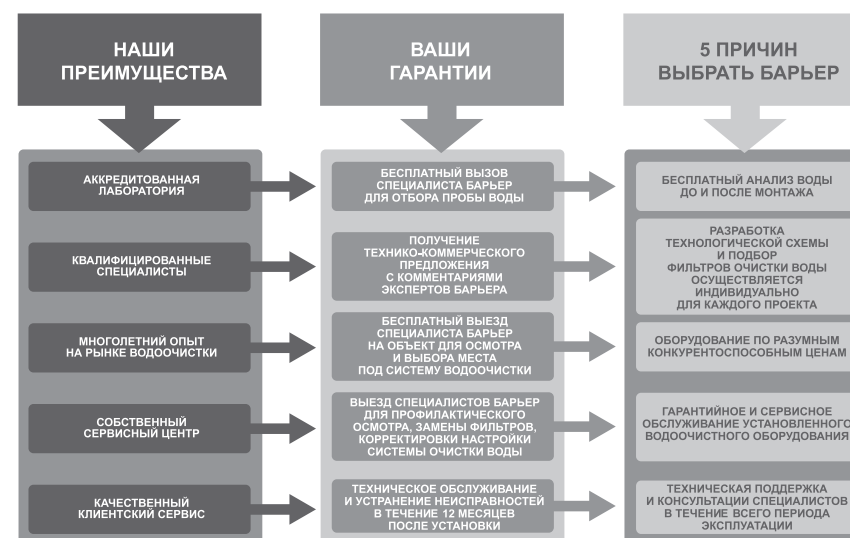 НАШИ
ПРЕИМУЩЕСТВА
ВАШИ
ГАРАНТИИ
5 ПРИЧИН
ВЫБРАТЬ БАРЬЕР
АККРЕДИТОВАННАЯ
ЛАБОРАТОРИЯ
БЕСПЛАТНЫЙ ВЫЗОВ
СПЕЦИАЛИСТА БАРЬЕР
ДЛЯ ОТБОРА ПРОБЫ ВОДЫ
БЕСПЛАТНЫЙ АНАЛИЗ ВОДЫ
ДО И ПОСЛЕ МОНТАЖА
КВАЛИФИЦИРОВАННЫЕ
СПЕЦИАЛИСТЫ
ПОЛУЧЕНИЕ
ТЕХНИКО-КОММЕРЧЕСКОГО
ПРЕДЛОЖЕНИЯ
С КОММЕНТАРИЯМИ
ЭКСПЕРТОВ БАРЬЕРА
РАЗРАБОТКА
ТЕХНОЛОГИЧЕСКОЙ СХЕМЫ
И ПОДБОР
ФИЛЬТРОВ ОЧИСТКИ ВОДЫ
ОСУЩЕСТВЛЯЕТСЯ
ИНДИВИДУАЛЬНО
ДЛЯ КАЖДОГО ПРОЕКТА
МНОГОЛЕТНИЙ ОПЫТ
НА РЫНКЕ ВОДООЧИСТКИ
БЕСПЛАТНЫЙ ВЫЕЗД
СПЕЦИАЛИСТА БАРЬЕР
НА ОБЪЕКТ ДЛЯ ОСМОТРА
И ВЫБОРА МЕСТА
ПОД СИСТЕМУ ВОДООЧИСТКИ
ОБОРУДОВАНИЕ ПО РАЗУМНЫМ
КОНКУРЕНТОСПОСОБНЫМ ЦЕНАМ
СОБСТВЕННЫЙ
СЕРВИСНЫЙ ЦЕНТР
ВЫЕЗД СПЕЦИАЛИСТОВ БАРЬЕР
ДЛЯ ПРОФИЛАКТИЧЕСКОГО
ОСМОТРА, ЗАМЕНЫ ФИЛЬТРОВ,
КОРРЕКТИРОВКИ НАСТРОЙКИ
СИСТЕМЫ ОЧИСТКИ ВОДЫ
ГАРАНТИЙНОЕ И СЕРВИСНОЕ
ОБСЛУЖИВАНИЕ УСТАНОВЛЕННОГО
ВОДООЧИСТНОГО ОБОРУДОВАНИЯ
КАЧЕСТВЕННЫЙ
КЛИЕНТСКИЙ СЕРВИС
ТЕХНИЧЕСКОЕ ОБСЛУЖИВАНИЕ
И УСТРАНЕНИЕ НЕИСПРАВНОСТЕЙ
В ТЕЧЕНИЕ 12 МЕСЯЦЕВ
ПОСЛЕ УСТАНОВКИ
ТЕХНИЧЕСКАЯ ПОДДЕРЖКА
И КОНСУЛЬТАЦИИ СПЕЦИАЛИСТОВ
В ТЕЧЕНИЕ ВСЕГО ПЕРИОДА
ЭКСПЛУАТАЦИИ